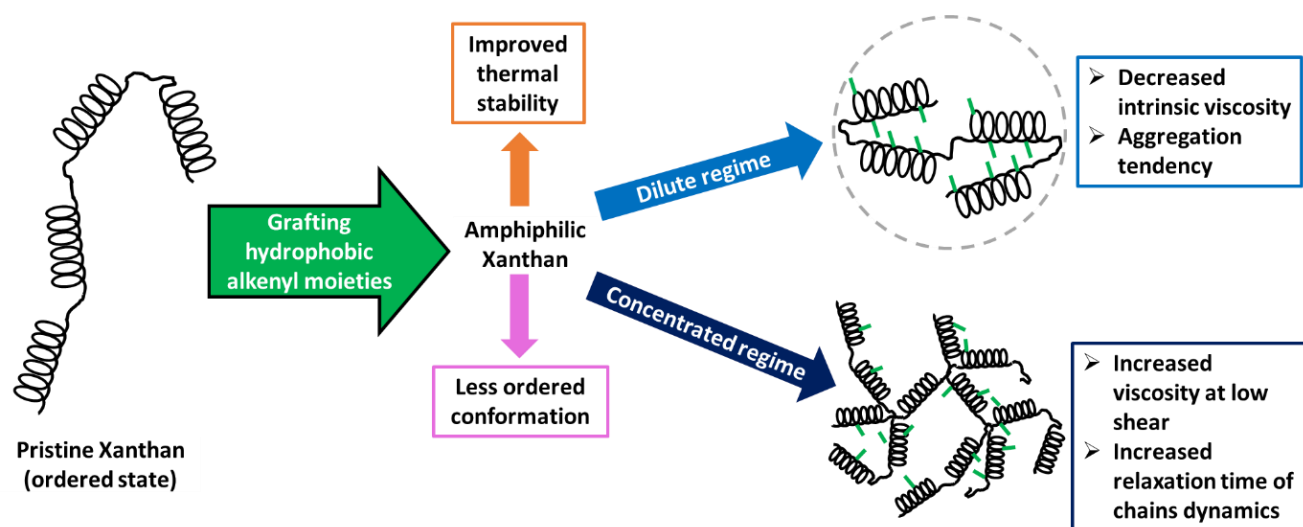 Pristine Xanthan
(ordered state)
Grafting
hydrophobic
alkenyl moieties
Improved
thermal
stability
Amphiphilic
Xanthan
Less ordered
conformation
Dilute regime
➢ Decreased
intrinsic viscosity
➢ Aggregation
tendency
Concentrated regime
➢ Increased
viscosity at low
shear
➢ Increased
relaxation time of
chains dynamics